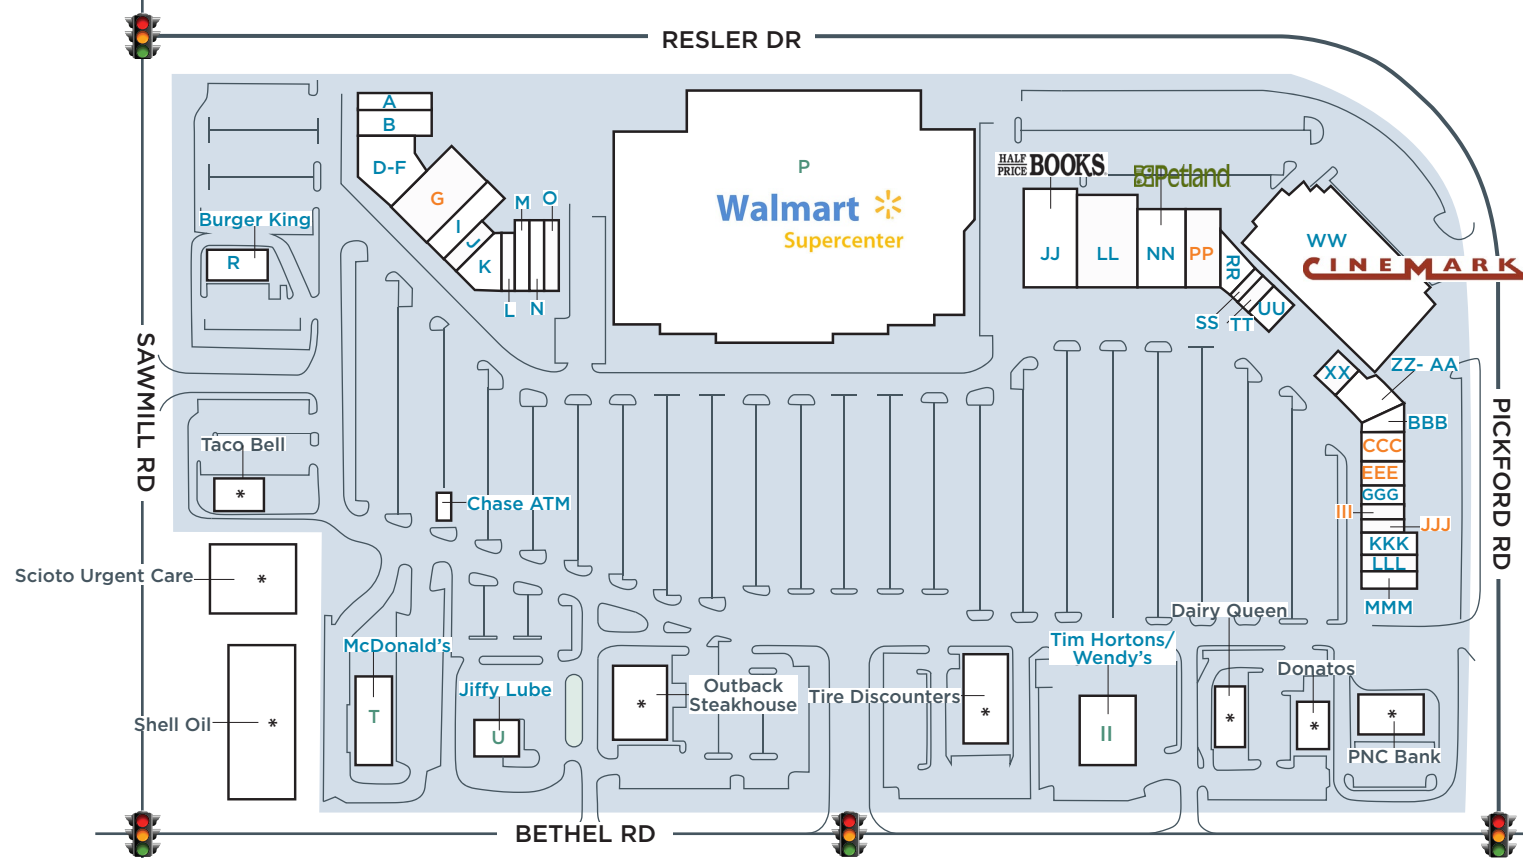 RESLER DR
A
B
D-F
G
I
J
K
M
O
L
N
P
Walmart
Supercenter
HALF
PRICE BOOKS
Petland
JJ
LL
NN
PP
RR
SS
TT
UU
WW
CINEMARK
XX
ZZ- AA
BBB
CCC
EEE
GGG
III
JJJ
KKK
LLL
MMM
Burger King
R
SAWMILL RD
PICKFORD RD
Taco Bell
*
Chase ATM
Scioto Urgent Care
*
Shell Oil
*
McDonald's
T
Jiffy Lube
U
*
Outback
Steakhouse
Tire Discounters
*
Tim Hortons/
Wendy's
II
Dairy Queen
*
Donatos
*
*
PNC Bank
BETHEL RD